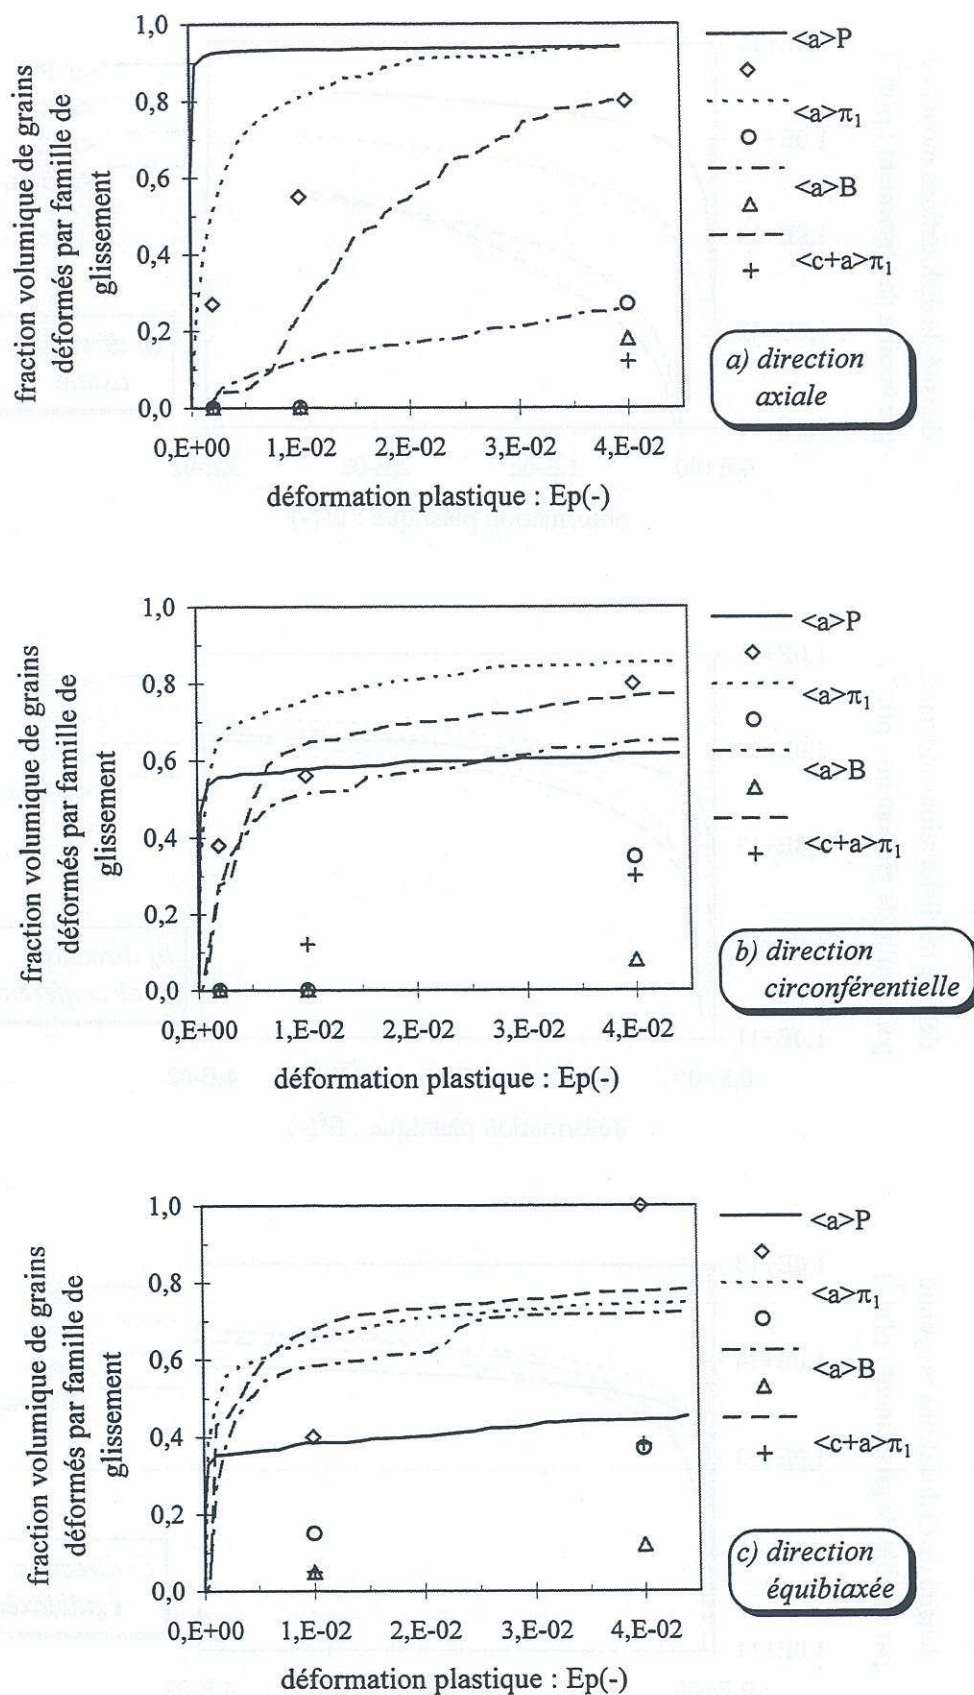 fraction volumique de grains
déformés par famille de
glissement
1,0
0,8
0,6
0,4
0,2
0,0
0,E+00 1,E-02 2,E-02 3,E-02 4,E-02
déformation plastique : Ep(-)
<a>P
<a>π1
<a>B
<c+a>π1
a) direction
axiale
fraction volumique de grains
déformés par famille de
glissement
1,0
0,8
0,6
0,4
0,2
0,0
0,E+00 1,E-02 2,E-02 3,E-02 4,E-02
déformation plastique : Ep(-)
<a>P
<a>π1
<a>B
<c+a>π1
b) direction
circonférentielle
fraction volumique de grains
déformés par famille de
glissement
1,0
0,8
0,6
0,4
0,2
0,0
0,E+00 1,E-02 2,E-02 3,E-02 4,E-02
déformation plastique : Ep(-)
<a>P
<a>π1
<a>B
<c+a>π1
c) direction
équibiaxée